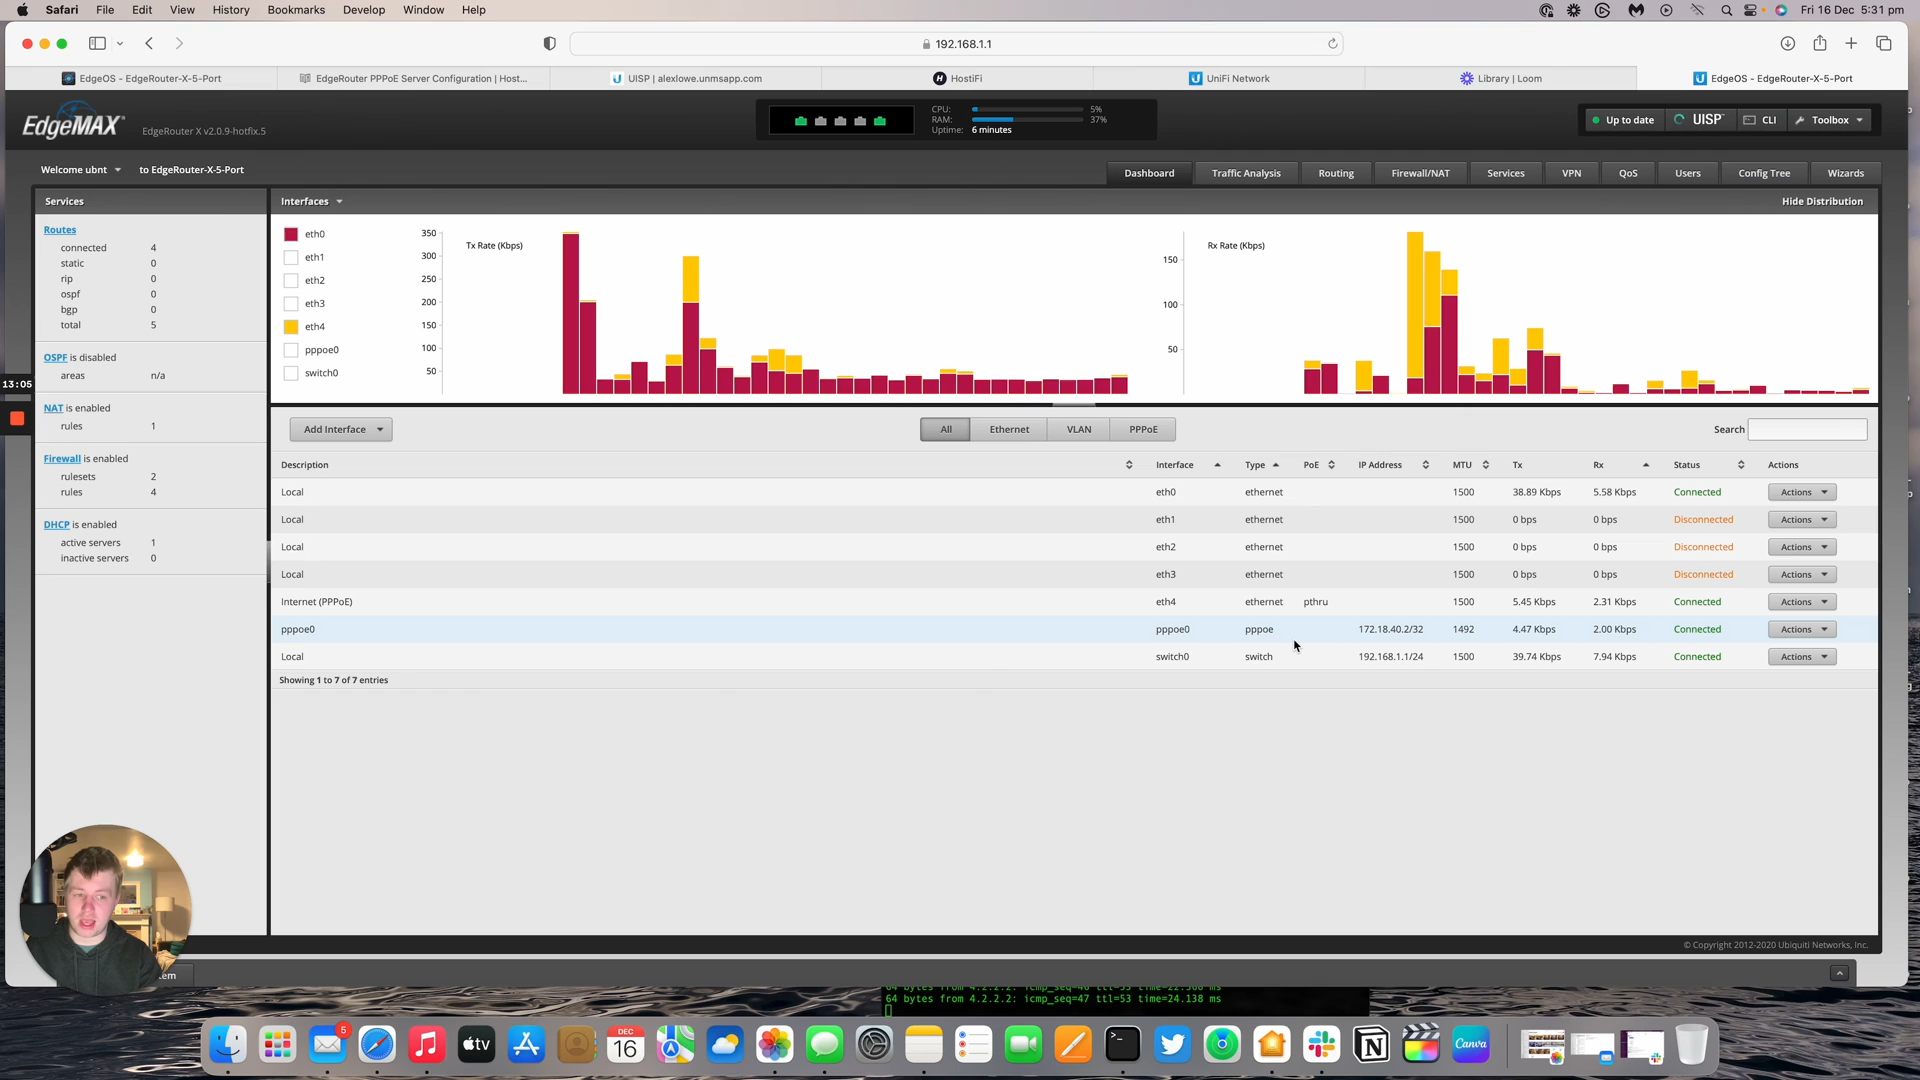 Safari File Edit View History Bookmarks Develop Window Help Fri 16 Dec 5:31 pm
192.168.1.1
EdgeOS - EdgeRouter-X-5-Port
EdgeRouter PPPoE Server Configuration | Host...
UISP | alexlowe.unmsapp.com
HostiFi
UniFi Network
Library | Loom
EdgeOS - EdgeRouter-X-5-Port
EdgeMAX EdgeRouter X v2.0.9-hotfix.5
CPU: 5%
RAM: 37%
Uptime: 6 minutes
Up to date UISP CLI Toolbox
Welcome ubnt to EdgeRouter-X-5-Port
Dashboard Traffic Analysis Routing Firewall/NAT Services VPN QoS Users Config Tree Wizards
Services
Routes
connected 4
static 0
rip 0
ospf 0
bgp 0
total 5
OSPF is disabled
areas n/a
13:05
NAT is enabled
rules 1
Firewall is enabled
rulesets 2
rules 4
DHCP is enabled
active servers 1
inactive servers 0
Interfaces Hide Distribution
eth0
eth1
eth2
eth3
eth4
pppoe0
switch0
Tx Rate (Kbps)
350
300
250
200
150
100
50
Rx Rate (Kbps)
150
100
50
Add Interface All Ethernet VLAN PPPoE Search
Description Interface Type PoE IP Address MTU Tx Rx Status Actions
Local eth0 ethernet 1500 38.89 Kbps 5.58 Kbps Connected Actions
Local eth1 ethernet 1500 0 bps 0 bps Disconnected Actions
Local eth2 ethernet 1500 0 bps 0 bps Disconnected Actions
Local eth3 ethernet 1500 0 bps 0 bps Disconnected Actions
Internet (PPPoE) eth4 ethernet pthru 1500 5.45 Kbps 2.31 Kbps Connected Actions
pppoe0 pppoe0 pppoe 172.18.40.2/32 1492 4.47 Kbps 2.00 Kbps Connected Actions
Local switch0 switch 192.168.1.1/24 1500 39.74 Kbps 7.94 Kbps Connected Actions
Showing 1 to 7 of 7 entries
© Copyright 2012-2020 Ubiquiti Networks, Inc.
64 bytes from 4.2.2.2: icmp_seq=47 ttl=53 time=24.138 ms
5
tv
DEC
16
Canva